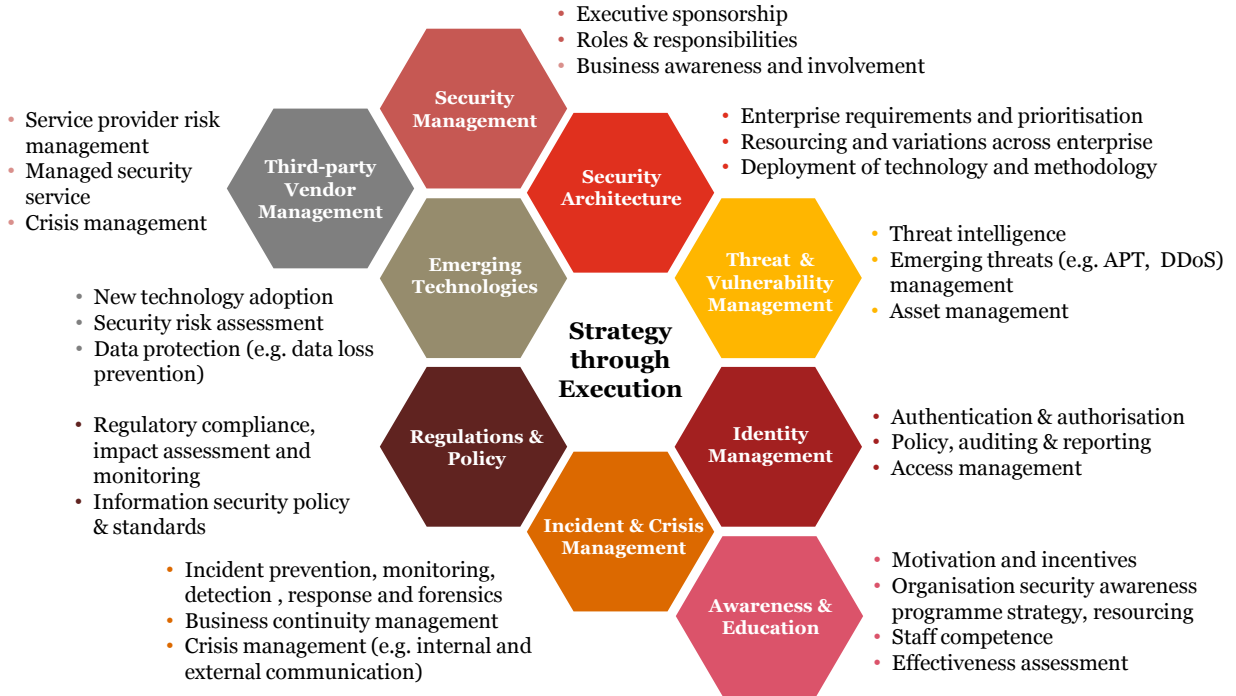 • Executive sponsorship
• Roles & responsibilities
• Business awareness and involvement
Security
Management
• Service provider risk
management
• Managed security
service
• Crisis management
Third-party
Vendor
Management
Security
Architecture
• Enterprise requirements and prioritisation
• Resourcing and variations across enterprise
• Deployment of technology and methodology
Emerging
Technologies
• New technology adoption
• Security risk assessment
• Data protection (e.g. data loss
prevention)
Threat &
Vulnerability
Management
• Threat intelligence
• Emerging threats (e.g. APT, DDoS)
management
• Asset management
Strategy
through
Execution
• Regulatory compliance,
impact assessment and
monitoring
• Information security policy
& standards
Regulations &
Policy
Identity
Management
• Authentication & authorisation
• Policy, auditing & reporting
• Access management
Incident & Crisis
Management
• Incident prevention, monitoring,
detection , response and forensics
• Business continuity management
• Crisis management (e.g. internal and
external communication)
Awareness &
Education
• Motivation and incentives
• Organisation security awareness
programme strategy, resourcing
• Staff competence
• Effectiveness assessment